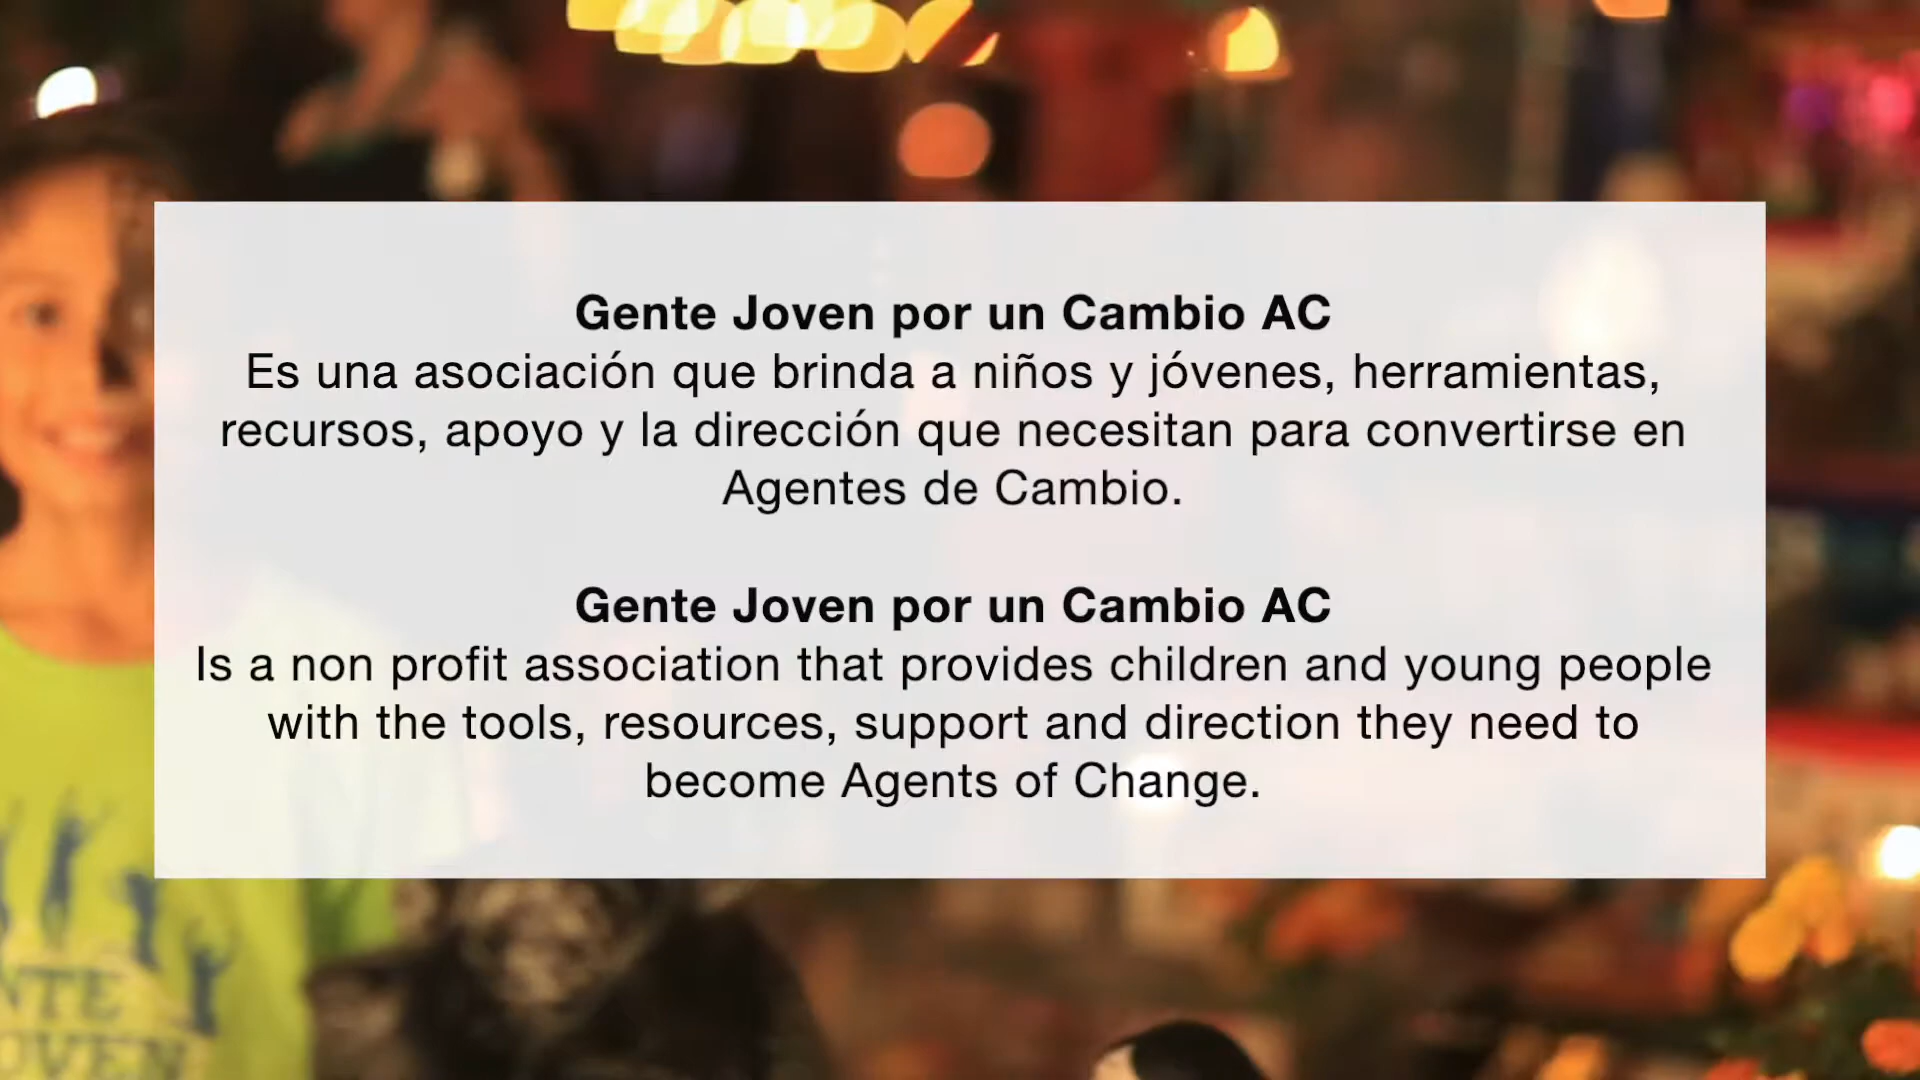 Gente Joven por un Cambio AC
Es una asociación que brinda a niños y jóvenes, herramientas,
recursos, apoyo y la dirección que necesitan para convertirse en
Agentes de Cambio.
Gente Joven por un Cambio AC
Is a non profit association that provides children and young people
with the tools, resources, support and direction they need to
become Agents of Change.